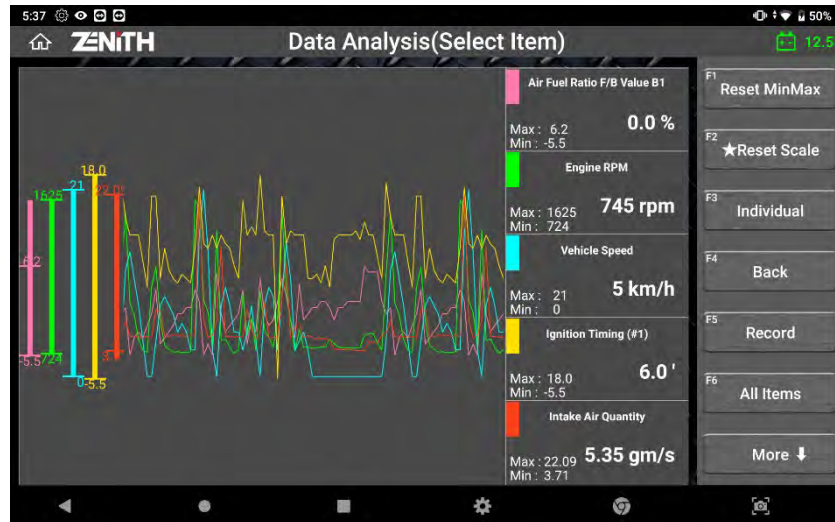 5:37 50%
ZENITH Data Analysis(Select Item) 12.5
Air Fuel Ratio F/B Value B1
0.0 %
Max : 6.2
Min : -5.5
Engine RPM
745 rpm
Max : 1625
Min : 724
Vehicle Speed
5 km/h
Max : 21
Min : 0
Ignition Timing (#1)
6.0 '
Max : 18.0
Min : -5.5
Intake Air Quantity
5.35 gm/s
Max : 22.09
Min : 3.71
18.0
21
1625
6.2
-5.5
724
0
-5.5
F1
Reset MinMax
F2
★Reset Scale
F3
Individual
F4
Back
F5
Record
F6
All Items
More ⬇